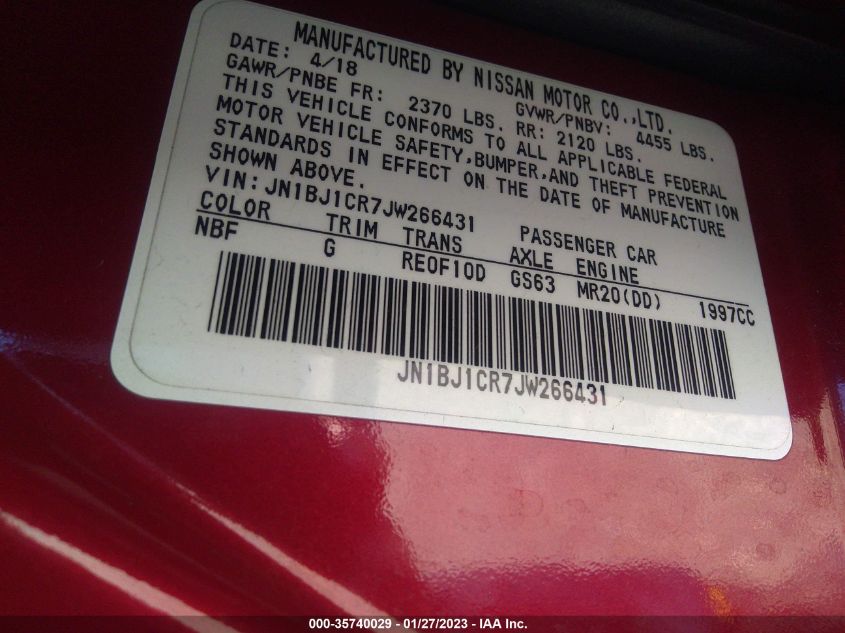 MANUFACTURED BY NISSAN MOTOR CO.,LTD.
DATE: 4/18 GVWR/PNBV: 4455 LBS.
GAWR/PNBE FR: 2370 LBS. RR: 2120 LBS.
THIS VEHICLE CONFORMS TO ALL APPLICABLE FEDERAL
MOTOR VEHICLE SAFETY,BUMPER,AND THEFT PREVENTION
STANDARDS IN EFFECT ON THE DATE OF MANUFACTURE
SHOWN ABOVE.
VIN:JN1BJ1CR7JW266431 PASSENGER CAR
COLOR TRIM TRANS AXLE ENGINE
NBF G RE0F10D GS63 MR20(DD) 1997CC
JN1BJ1CR7JW266431
000-35740029 - 01/27/2023 - IAA Inc.